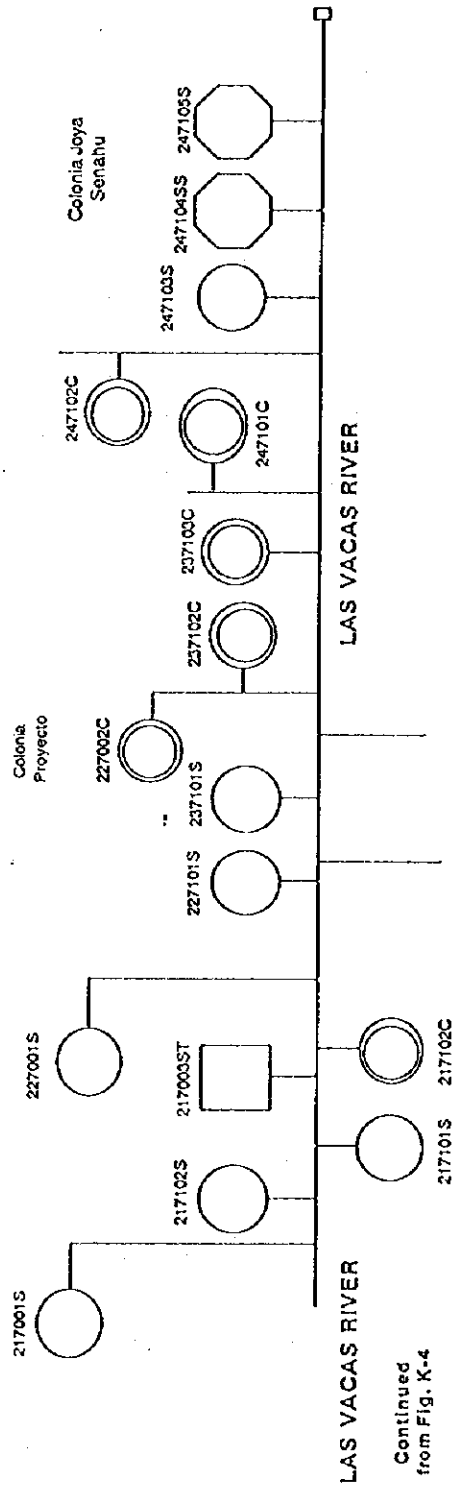 217001S
227001S
217102S
217003ST
227101S
237101S
Colonia
Proyecto
227002C
237102C
237103C
247101C
247102C
247103S
247104SS
247105S
Colonia Joya
Senahu
LAS VACAS RIVER
217101S
217102C
LAS VACAS RIVER
Continued
from Fig. K-4